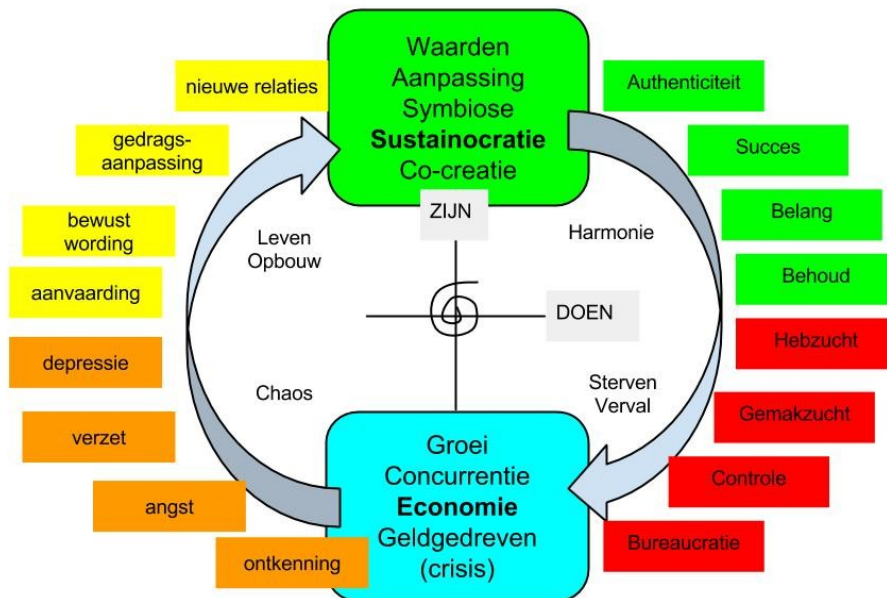 Waarden
Aanpassing
Symbiose
Sustainocratie
Co-creatie
nieuwe relaties
gedrags-
aanpassing
bewust
wording
aanvaarding
depressie
verzet
angst
ontkenning
Authenticiteit
Succes
Belang
Behoud
Hebzucht
Gemakzucht
Controle
Bureaucratie
ZIJN
DOEN
Leven
Opbouw
Harmonie
Chaos
Sterven
Verval
Groei
Concurrentie
Economie
Geldgedreven
(crisis)